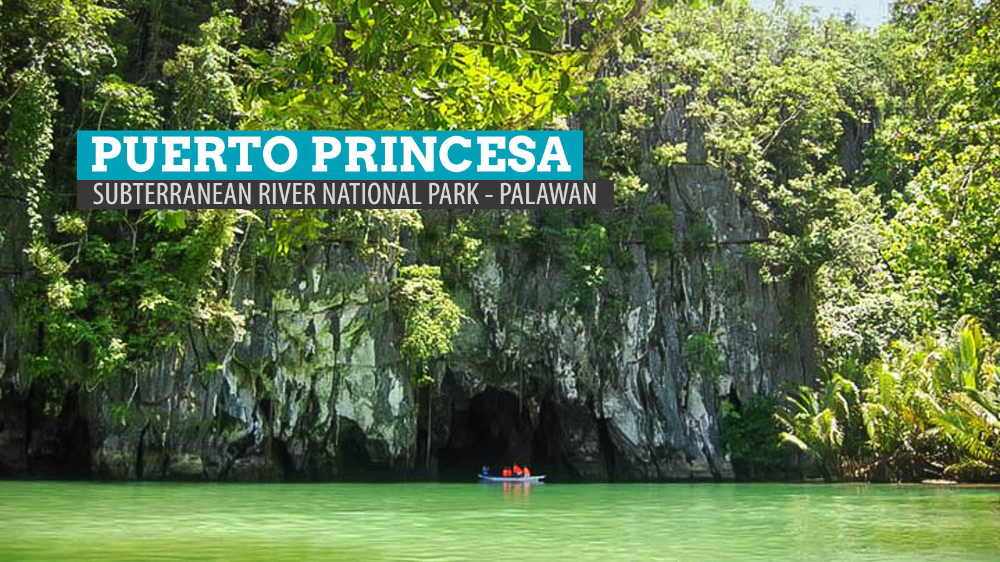 PUERTO PRINCESA
SUBTERRANEAN RIVER NATIONAL PARK - PALAWAN